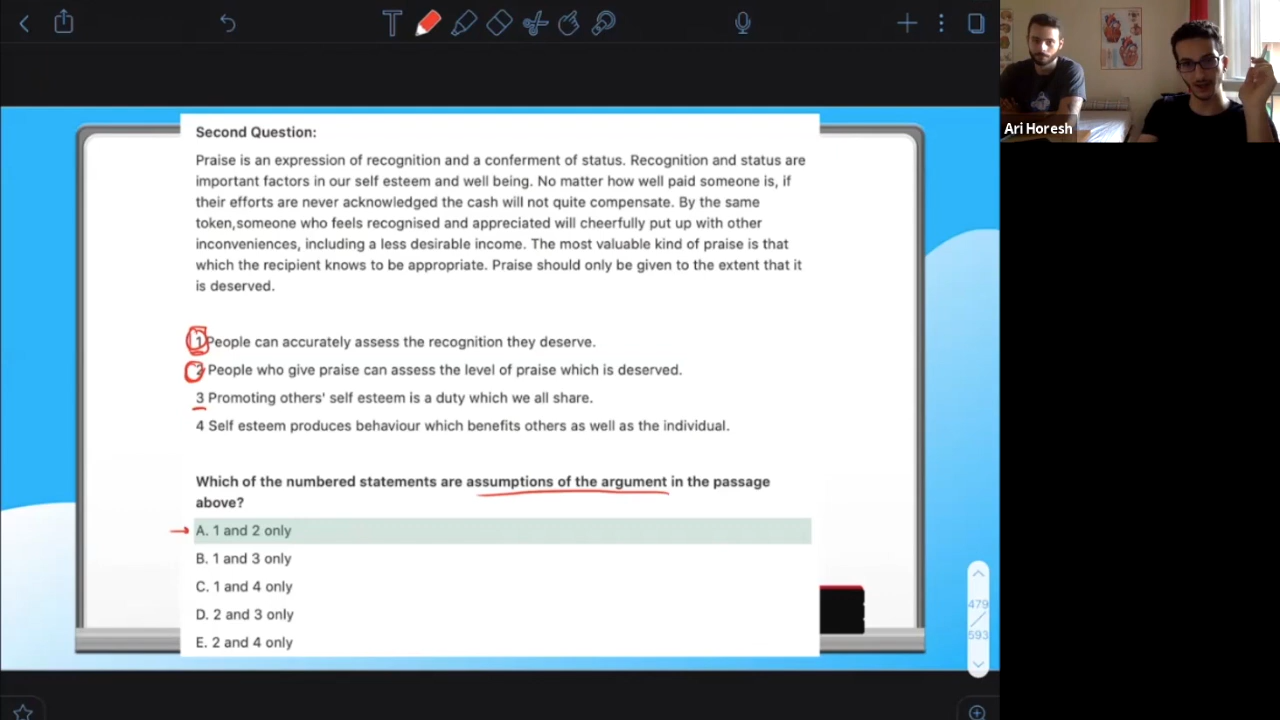 Second Question:
Praise is an expression of recognition and a conferment of status. Recognition and status are
important factors in our self esteem and well being. No matter how well paid someone is, if
their efforts are never acknowledged the cash will not quite compensate. By the same
token,someone who feels recognised and appreciated will cheerfully put up with other
inconveniences, including a less desirable income. The most valuable kind of praise is that
which the recipient knows to be appropriate. Praise should only be given to the extent that it
is deserved.
1 People can accurately assess the recognition they deserve.
2 People who give praise can assess the level of praise which is deserved.
3 Promoting others' self esteem is a duty which we all share.
4 Self esteem produces behaviour which benefits others as well as the individual.
Which of the numbered statements are assumptions of the argument in the passage
above?
A. 1 and 2 only
B. 1 and 3 only
C. 1 and 4 only
D. 2 and 3 only
E. 2 and 4 only
479
593
Ari Horesh